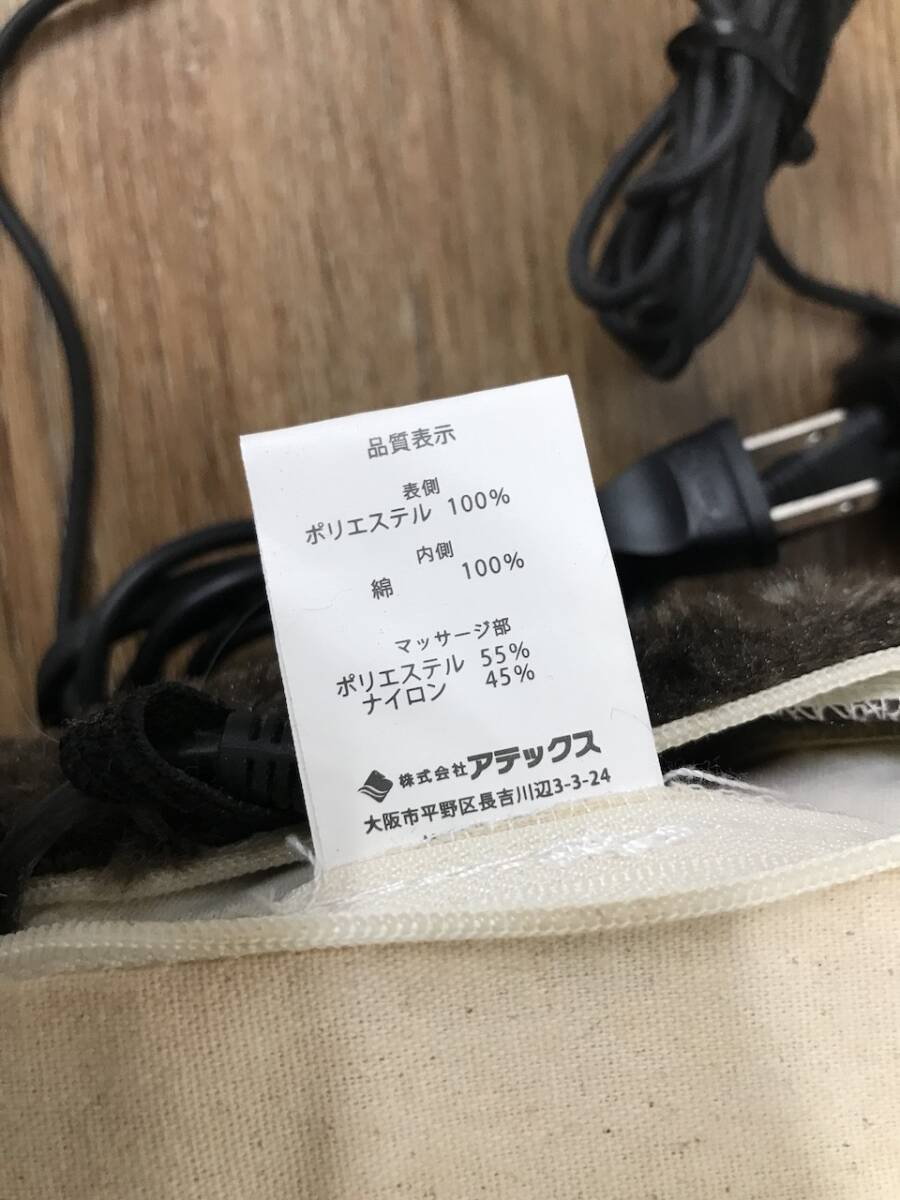 品質表示
表側
ポリエステル 100%
内側
綿 100%
マッサージ部
ポリエステル 55%
ナイロン 45%
株式会社アテックス
大阪市平野区長吉川辺3-3-24